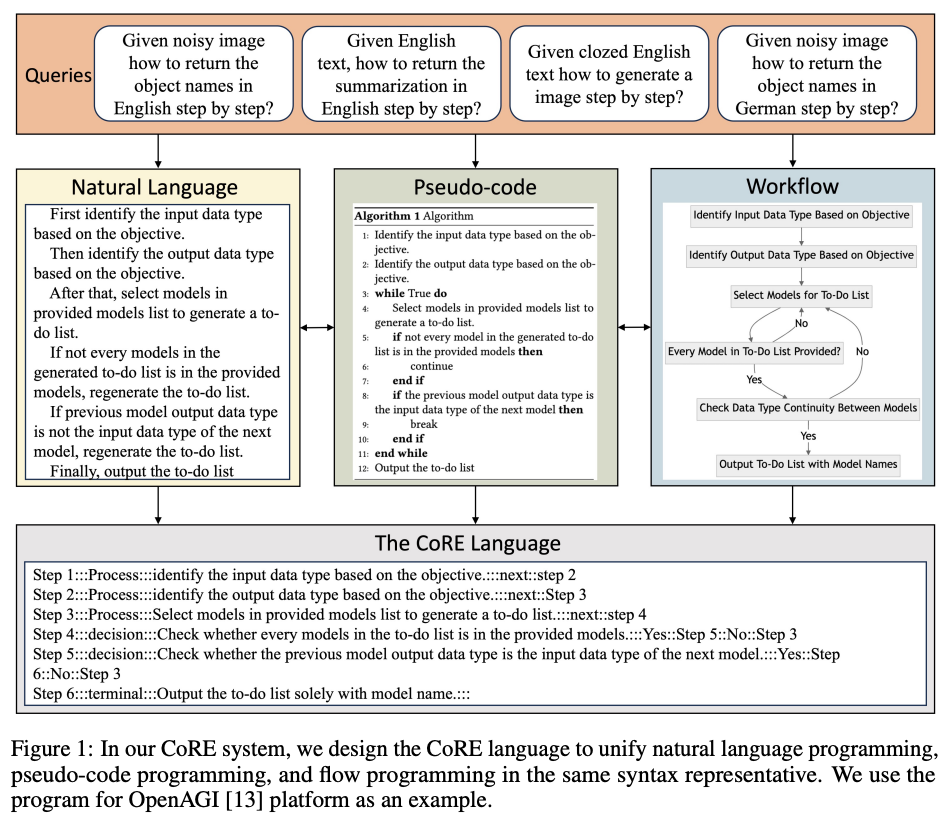 Queries
Given noisy image
how to return the
object names in
English step by step?
Given English
text, how to return the
summarization in
English step by step?
Given clozed English
text how to generate a
image step by step?
Given noisy image
how to return the
object names in
German step by step?
Natural Language
First identify the input data type
based on the objective.
Then identify the output data type
based on the objective.
After that, select models in
provided models list to generate a to-
do list.
If not every models in the
generated to-do list is in the provided
models, regenerate the to-do list.
If previous model output data type
is not the input data type of the next
model, regenerate the to-do list.
Finally, output the to-do list
Pseudo-code
Algorithm 1 Algorithm
1: Identify the input data type based on the ob-
jective.
2: Identify the output data type based on the ob-
jective.
3: while True do
4: Select models in provided models list to
generate a to-do list.
5: if not every model in the generated to-do
list is in the provided models then
6: continue
7: end if
8: if the previous model output data type is
the input data type of the next model then
9: break
10: end if
11: end while
12: Output the to-do list
Workflow
Identify Input Data Type Based on Objective
Identify Output Data Type Based on Objective
Select Models for To-Do List
No
Every Model in To-Do List Provided?
No
Yes
Check Data Type Continuity Between Models
Yes
Output To-Do List with Model Names
The CoRE Language
Step 1:::Process:::identify the input data type based on the objective.:::next::step 2
Step 2:::Process:::identify the output data type based on the objective.:::next::Step 3
Step 3:::Process:::Select models in provided models list to generate a to-do list.:::next::step 4
Step 4:::decision:::Check whether every models in the to-do list is in the provided models.:::Yes::Step 5::No::Step 3
Step 5:::decision:::Check whether the previous model output data type is the input data type of the next model.:::Yes::Step
6::No::Step 3
Step 6:::terminal:::Output the to-do list solely with model name.:::
Figure 1: In our CoRE system, we design the CoRE language to unify natural language programming,
pseudo-code programming, and flow programming in the same syntax representative. We use the
program for OpenAGI [13] platform as an example.